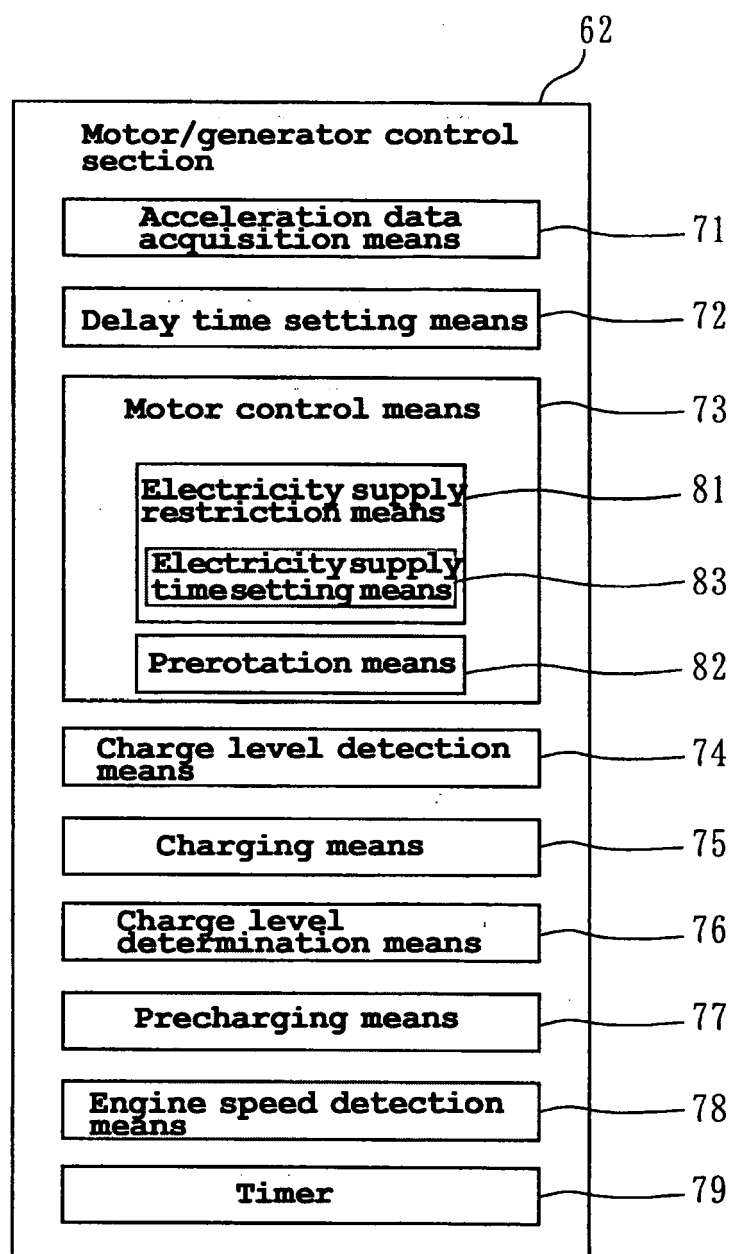 62
Motor/generator control
section
Acceleration data
acquisition means
71
Delay time setting means
72
Motor control means
73
Electricity supply
restriction means
81
Electricity supply
time setting means
83
Prerotation means
82
Charge level detection
means
74
Charging means
75
Charge level
determination means
76
Precharging means
77
Engine speed detection
means
78
Timer
79